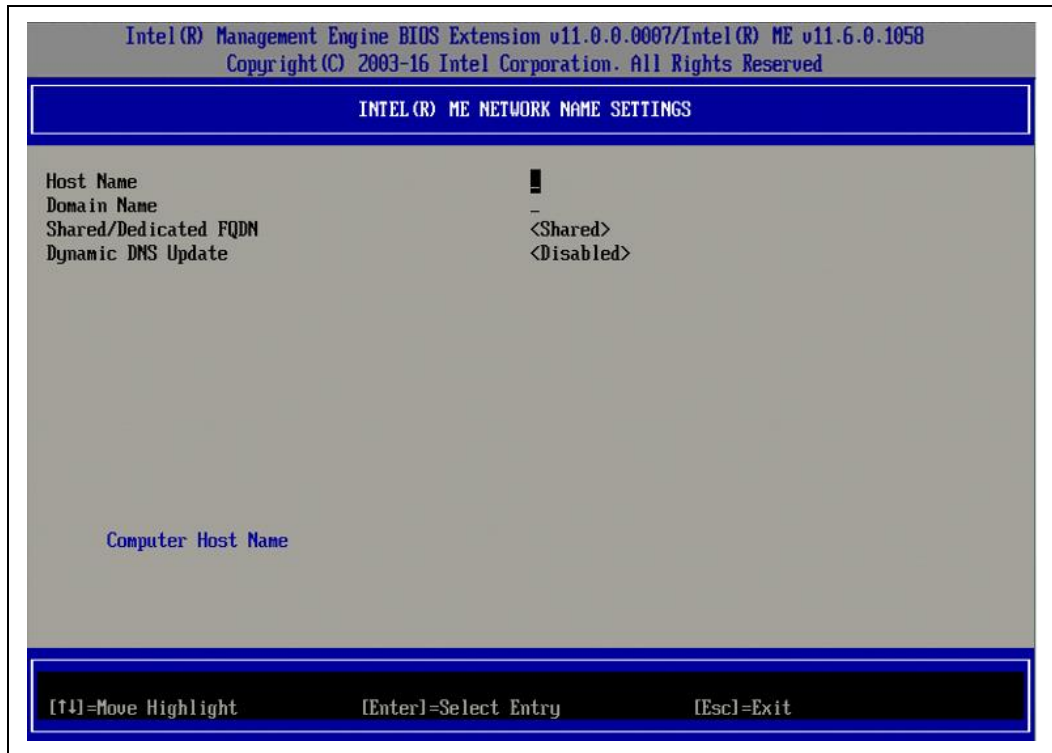 Intel(R) Management Engine BIOS Extension v11.0.0.0007/Intel(R) ME v11.6.0.1058
Copyright(C) 2003-16 Intel Corporation. All Rights Reserved
INTEL(R) ME NETWORK NAME SETTINGS
Host Name _
Domain Name _
Shared/Dedicated FQDN <Shared>
Dynamic DNS Update <Disabled>
Computer Host Name
[↑↓]=Move Highlight [Enter]=Select Entry [Esc]=Exit